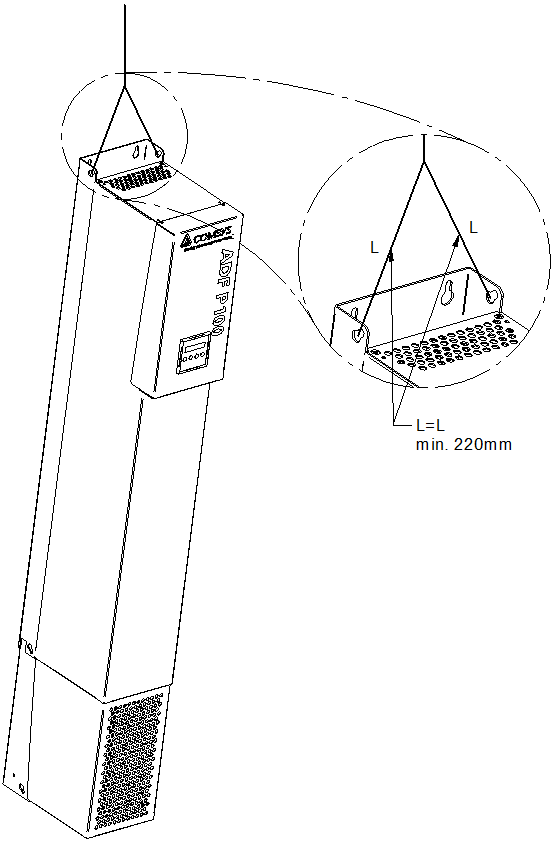 COMSYS
ADF P100
L
L
L=L
min. 220mm